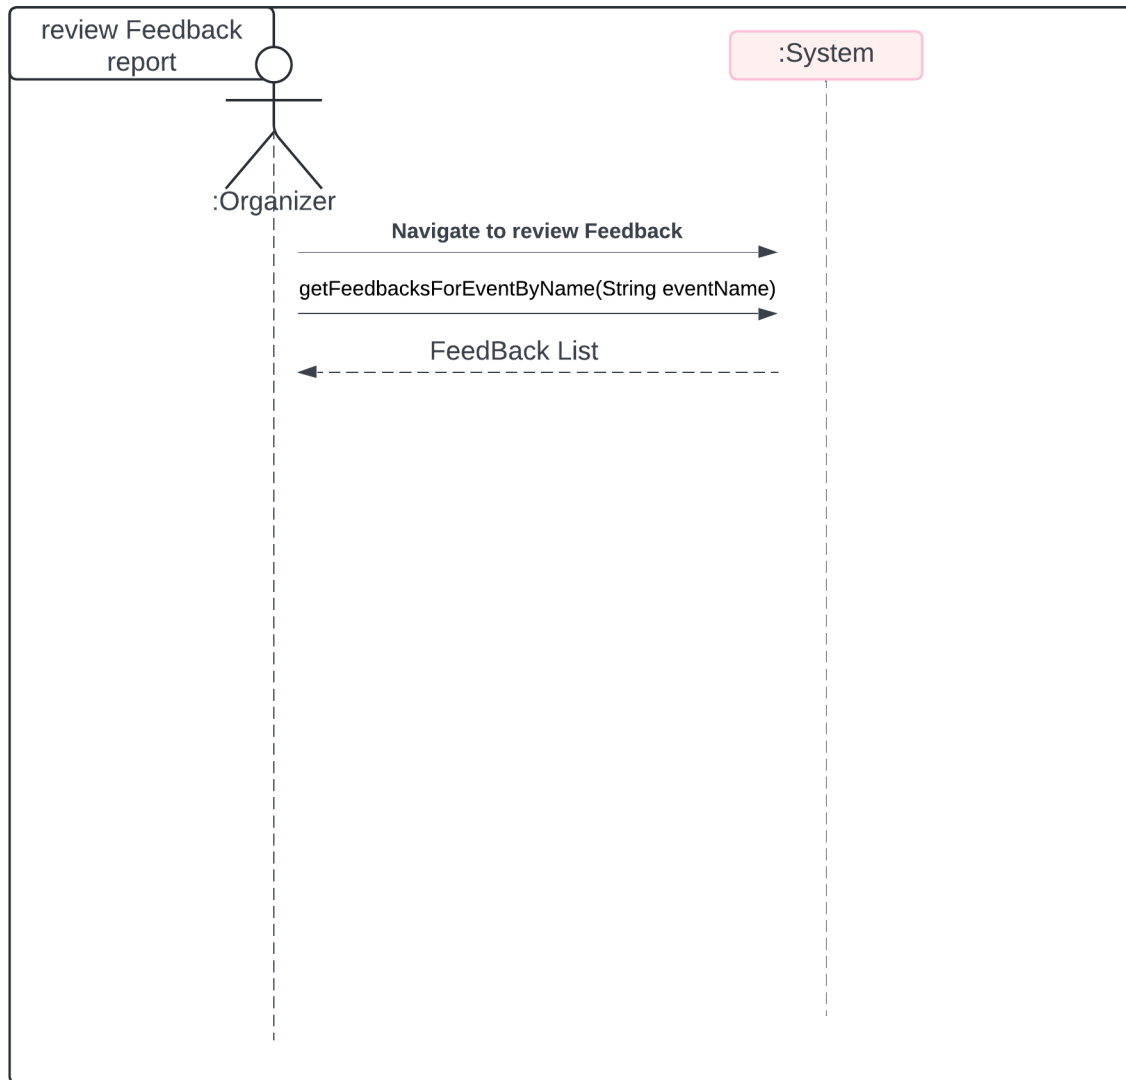 review Feedback
report
:System
:Organizer
Navigate to review Feedback
getFeedbacksForEventByName(String eventName)
FeedBack List